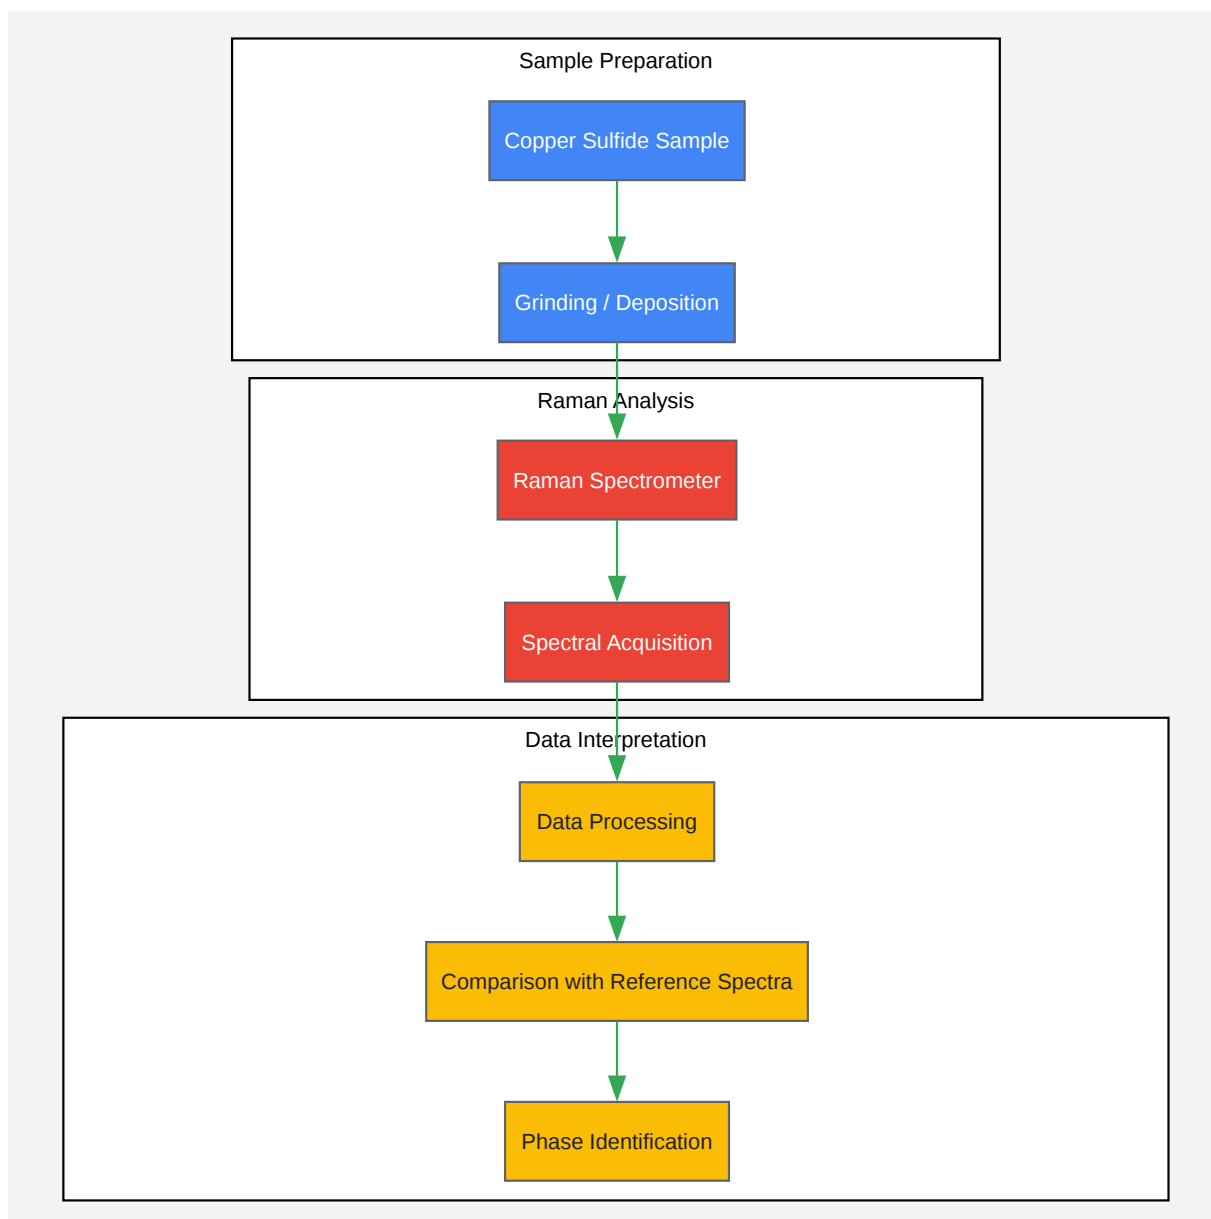 Sample Preparation
Copper Sulfide Sample
Grinding / Deposition
Raman Analysis
Raman Spectrometer
Spectral Acquisition
Data Interpretation
Data Processing
Comparison with Reference Spectra
Phase Identification